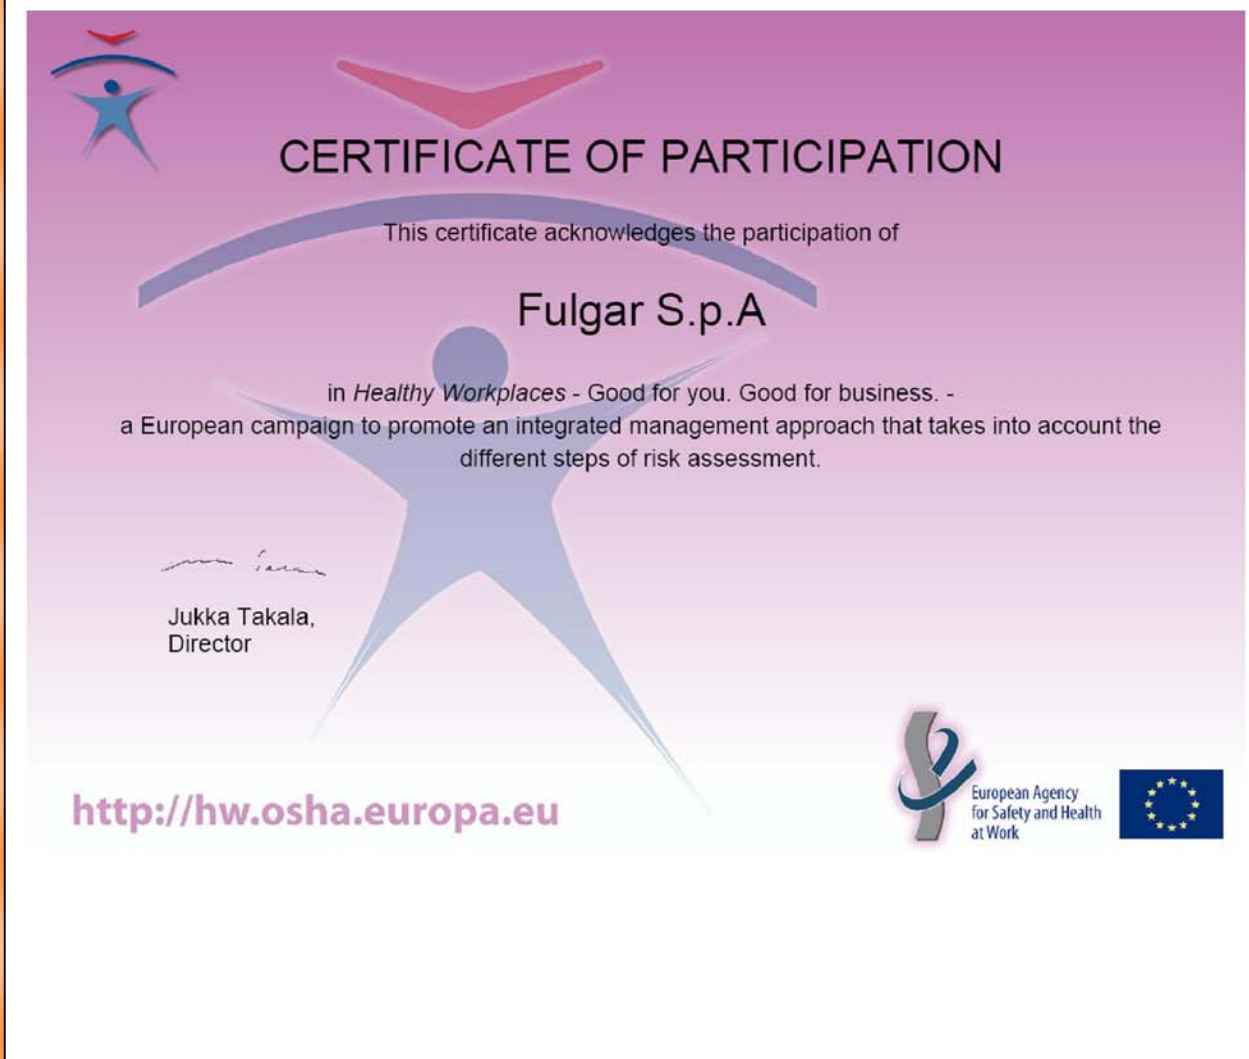 CERTIFICATE OF PARTICIPATION
This certificate acknowledges the participation of
Fulgar S.p.A
in Healthy Workplaces - Good for you. Good for business. -
a European campaign to promote an integrated management approach that takes into account the
different steps of risk assessment.
Jukka Takala,
Director
http://hw.osha.europa.eu
European Agency
for Safety and Health
at Work